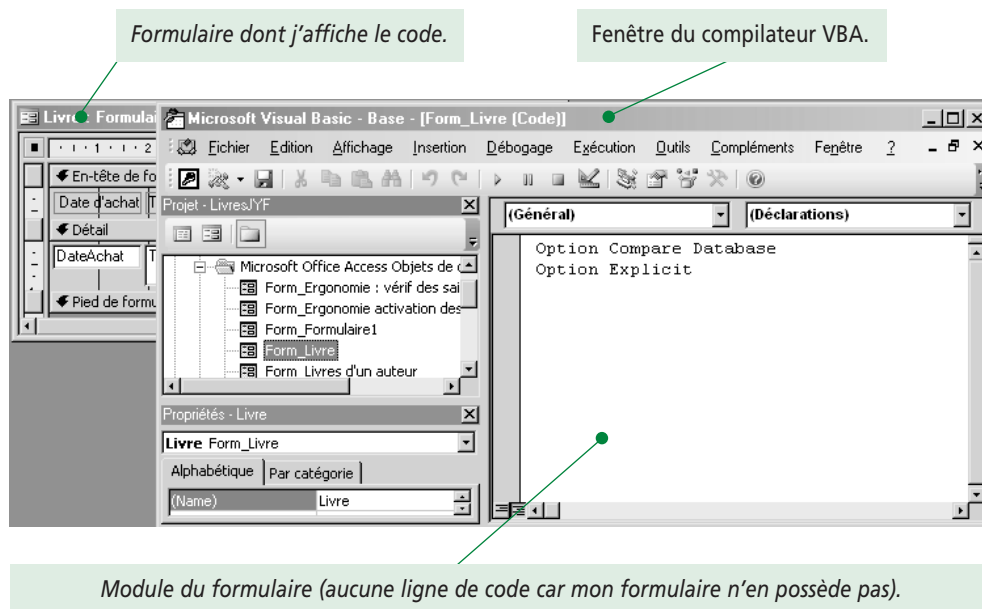 Formulaire dont j'affiche le code.
Fenêtre du compilateur VBA.
Livre : Formulai
Microsoft Visual Basic - Base - [Form_Livre (Code)]
Fichier Edition Affichage Insertion Débogage Exécution Outils Compléments Fenêtre ?
1 2
En-tête de fo
Date d'achat T
Détail
DateAchat T
Pied de formu
Projet - LivresJYF
Microsoft Office Access Objets de c
Form_Ergonomie : vérif des sai
Form_Ergonomie activation des
Form_Formulaire1
Form_Livre
Form_Livres d'un auteur
Propriétés - Livre
Livre Form_Livre
Alphabétique Par catégorie
(Name) Livre
(Général) (Déclarations)
Option Compare Database
Option Explicit
Module du formulaire (aucune ligne de code car mon formulaire n'en possède pas).